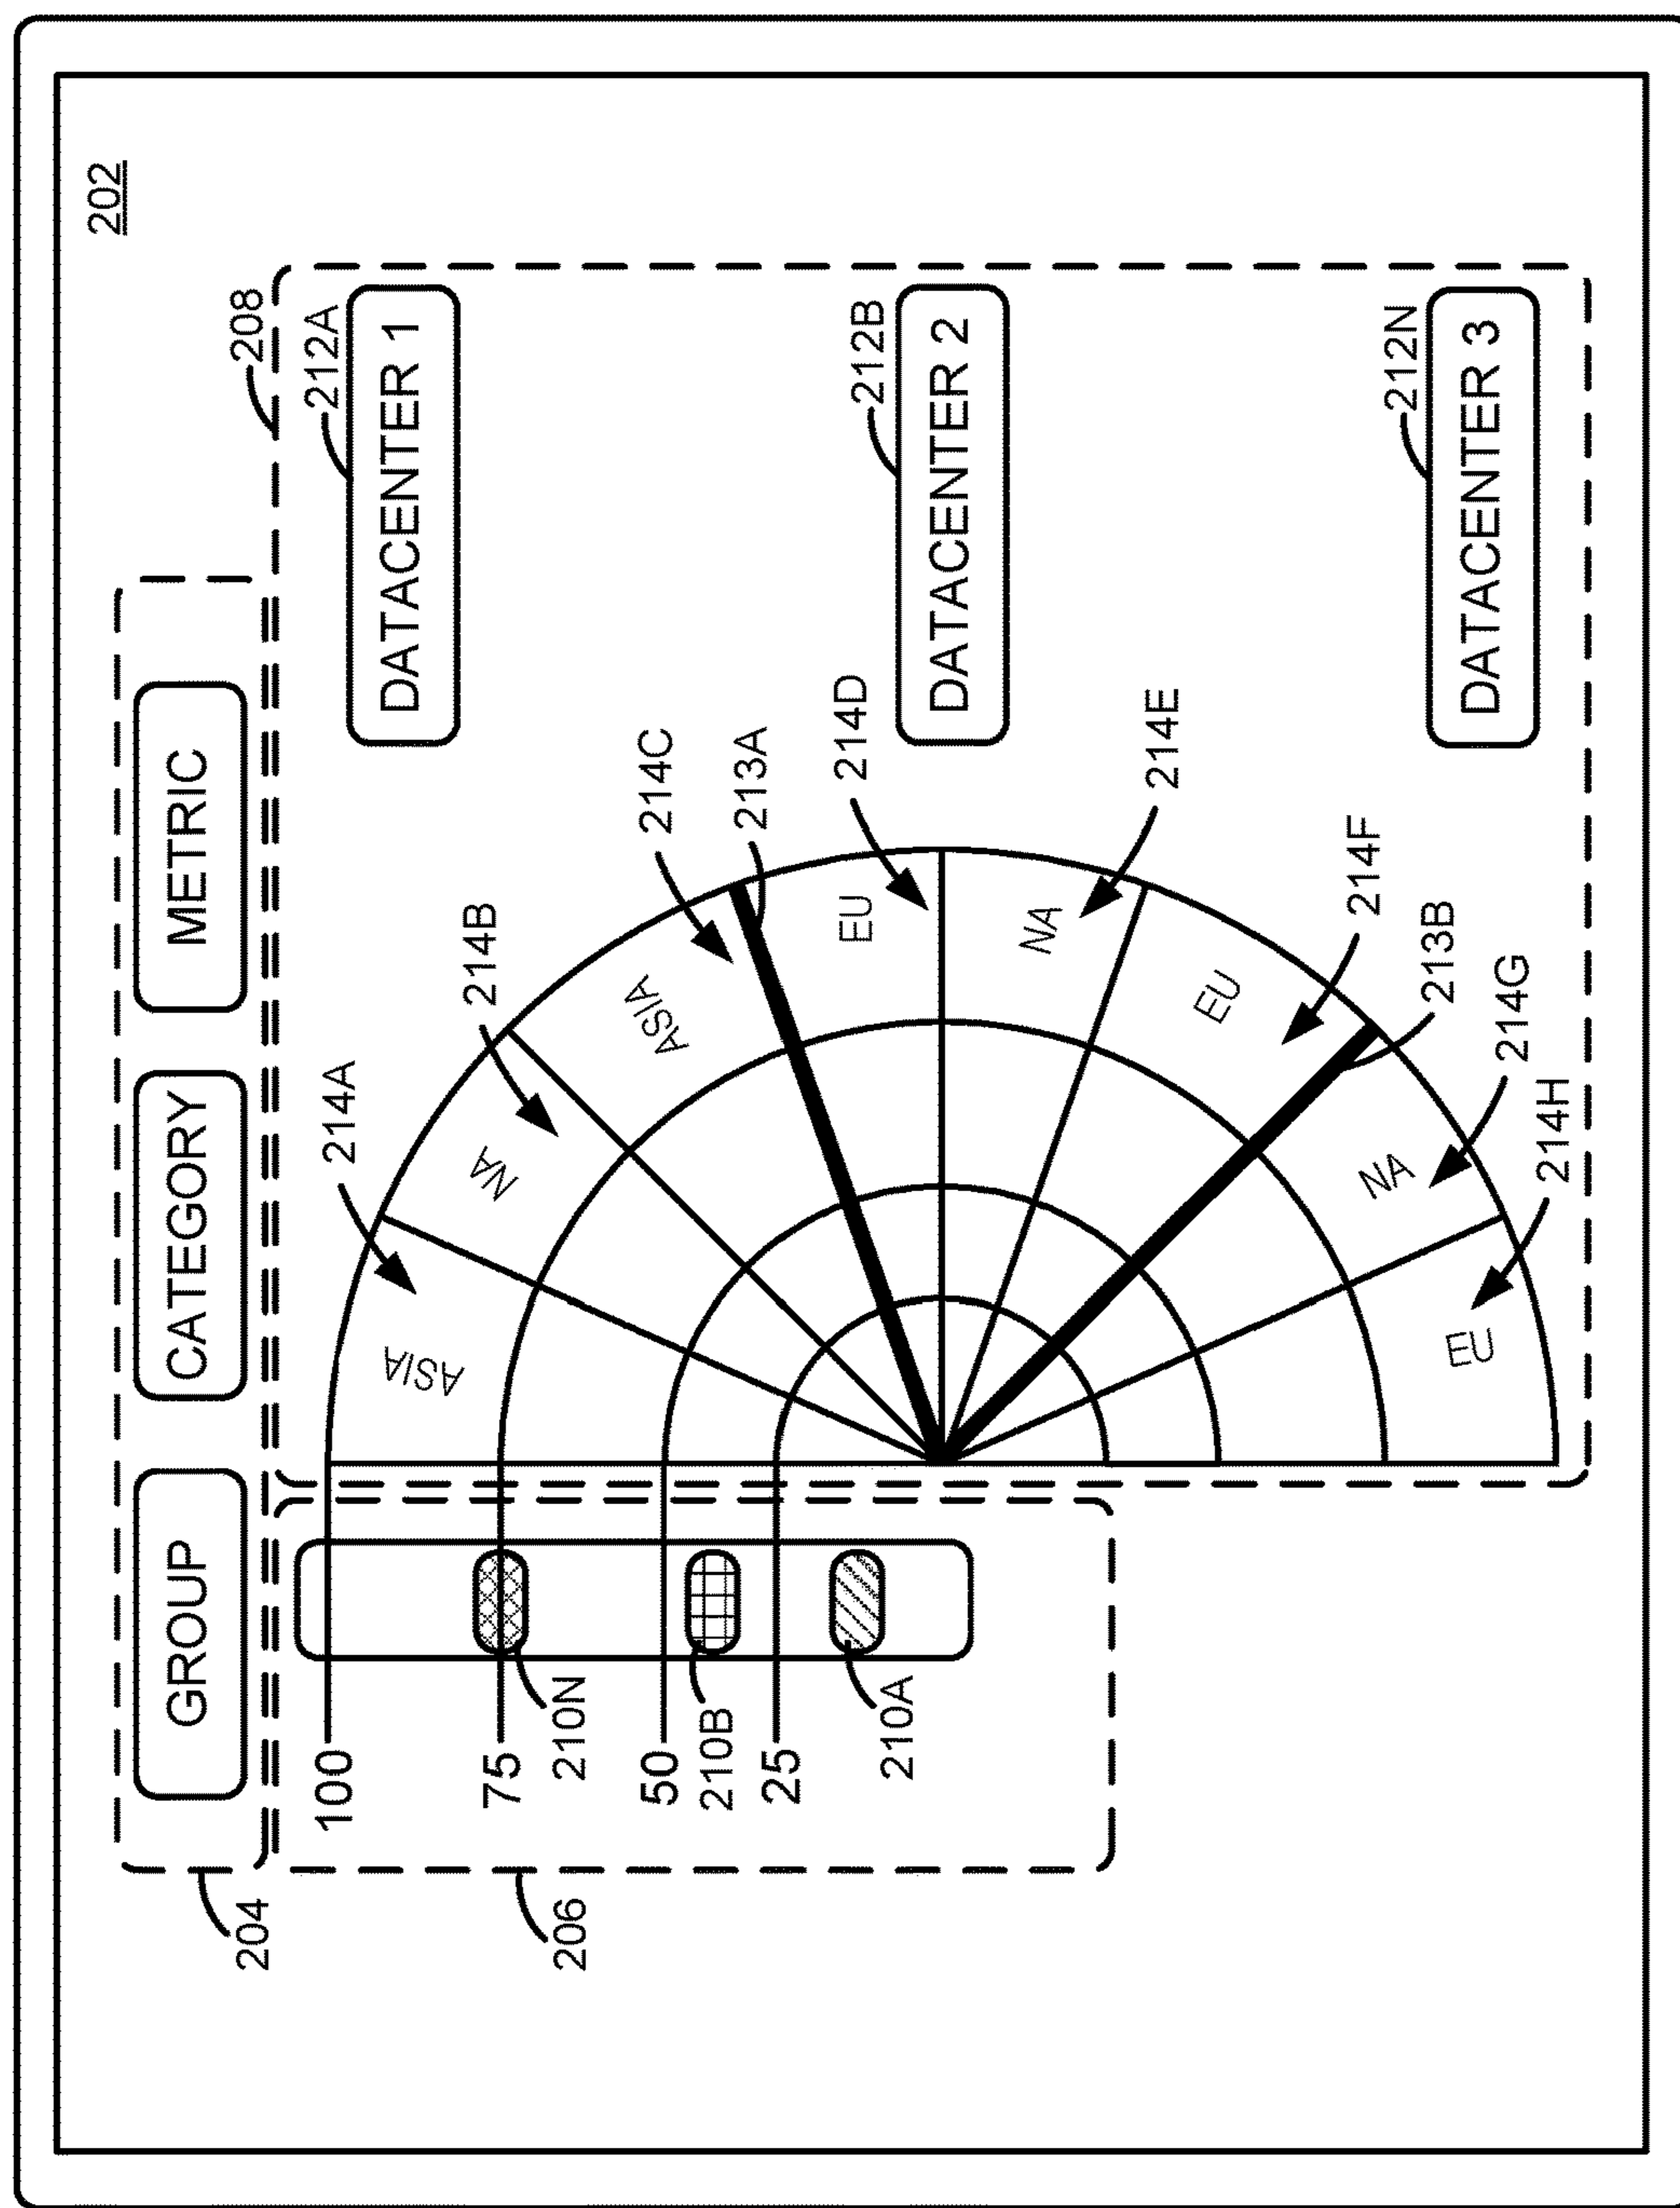 202
204
GROUP
CATEGORY
METRIC
208
206
100
75
50
25
210N
210B
210A
212A
DATACENTER 1
212B
DATACENTER 2
212N
DATACENTER 3
214A
214B
214C
213A
214D
214E
214F
213B
214G
214H
ASIA
NA
ASIA
EU
NA
EU
NA
EU